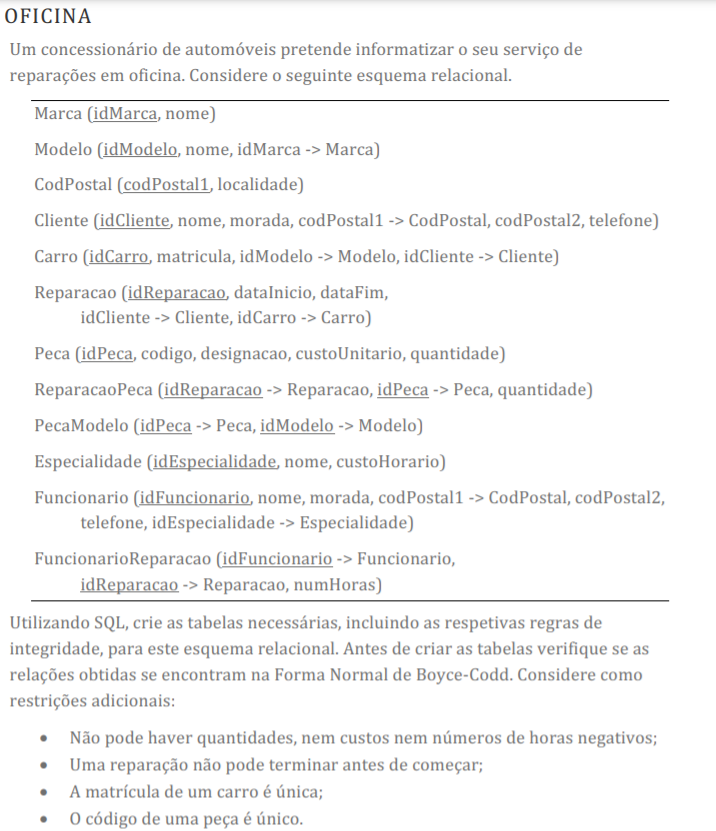 OFICINA
Um concessionário de automóveis pretende informatizar o seu serviço de
reparações em oficina. Considere o seguinte esquema relacional.
Marca (idMarca, nome)
Modelo (idModelo, nome, idMarca -> Marca)
CodPostal (codPostal1, localidade)
Cliente (idCliente, nome, morada, codPostal1 -> CodPostal, codPostal2, telefone)
Carro (idCarro, matricula, idModelo -> Modelo, idCliente -> Cliente)
Reparacao (idReparacao, dataInicio, dataFim,
idCliente -> Cliente, idCarro -> Carro)
Peca (idPeca, codigo, designacao, custoUnitario, quantidade)
ReparacaoPeca (idReparacao -> Reparacao, idPeca -> Peca, quantidade)
PecaModelo (idPeca -> Peca, idModelo -> Modelo)
Especialidade (idEspecialidade, nome, custoHorario)
Funcionario (idFuncionario, nome, morada, codPostal1 -> CodPostal, codPostal2,
telefone, idEspecialidade -> Especialidade)
FuncionarioReparacao (idFuncionario -> Funcionario,
idReparacao -> Reparacao, numHoras)
Utilizando SQL, crie as tabelas necessárias, incluindo as respetivas regras de
integridade, para este esquema relacional. Antes de criar as tabelas verifique se as
relações obtidas se encontram na Forma Normal de Boyce-Codd. Considere como
restrições adicionais:
• Não pode haver quantidades, nem custos nem números de horas negativos;
• Uma reparação não pode terminar antes de começar;
• A matrícula de um carro é única;
• O código de uma peça é único.